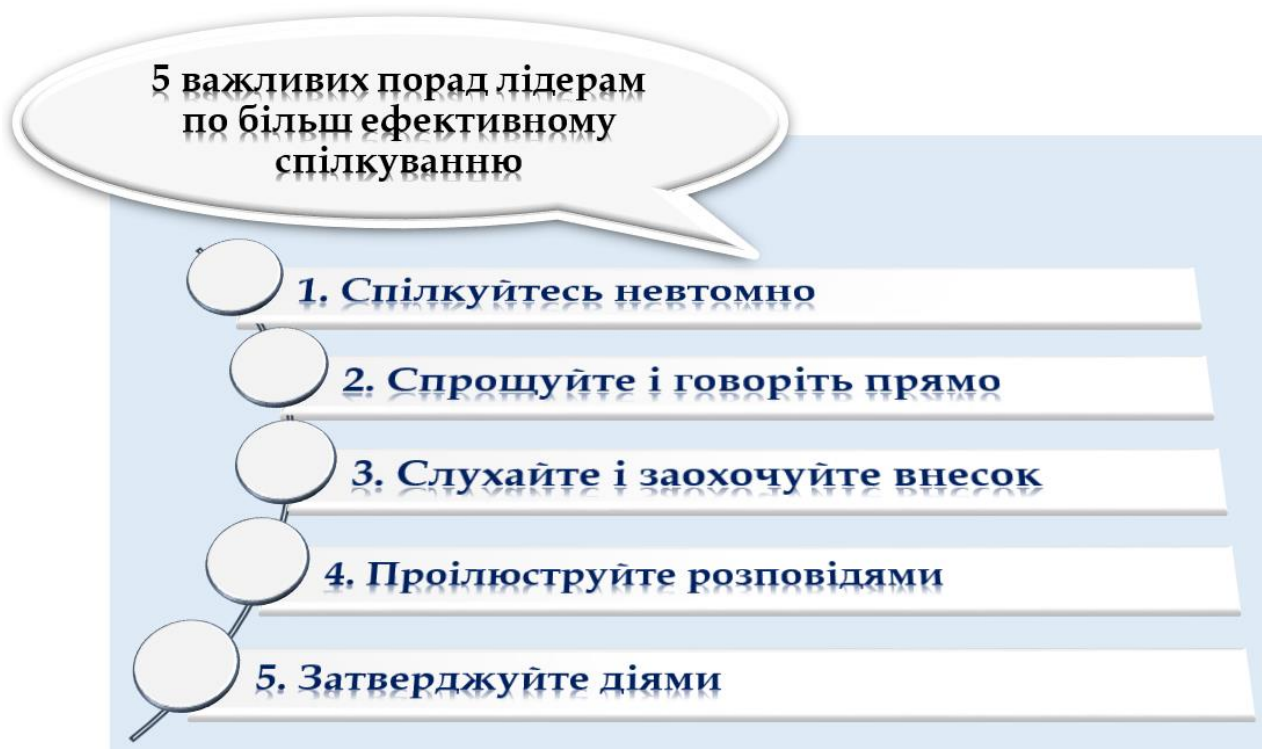 5 важливих порад лідерам
по більш ефективному
спілкуванню
1. Спілкуйтесь невтомно
2. Спрощуйте і говоріть прямо
3. Слухайте і заохочуйте внесок
4. Проілюструйте розповідями
5. Затверджуйте діями